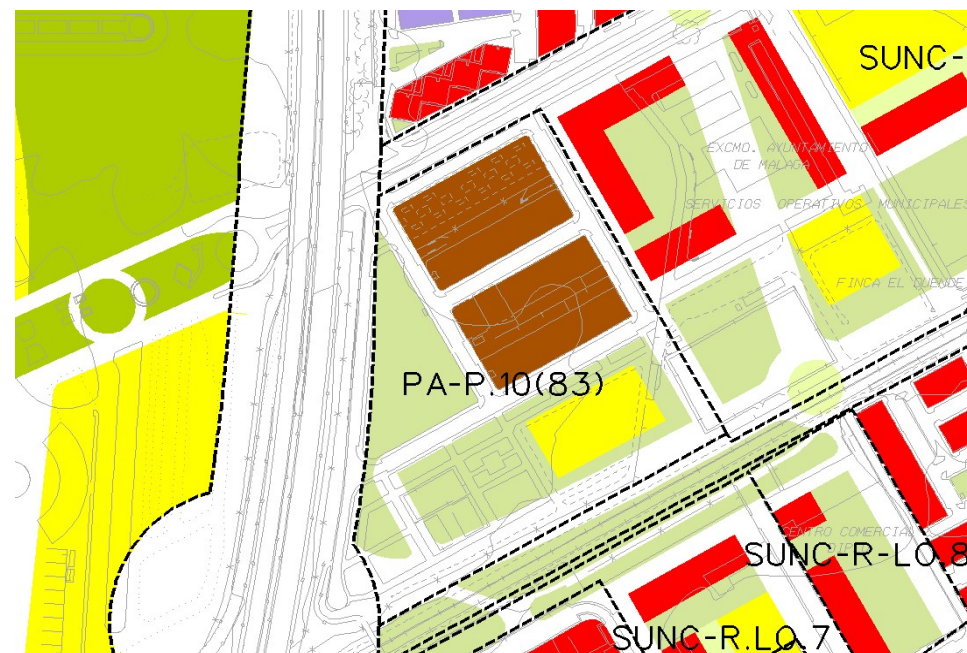 SUNC-
EXCMO. AYUNTAMIENTO
DE MALAGA
SERVICIOS OPERATIVOS MUNICIPALES
FINCA EL DUENDE
PA-P.10(83)
CENTRO COMERCIAL
SUNC-R-LO.8
SUNC-R.LO.7